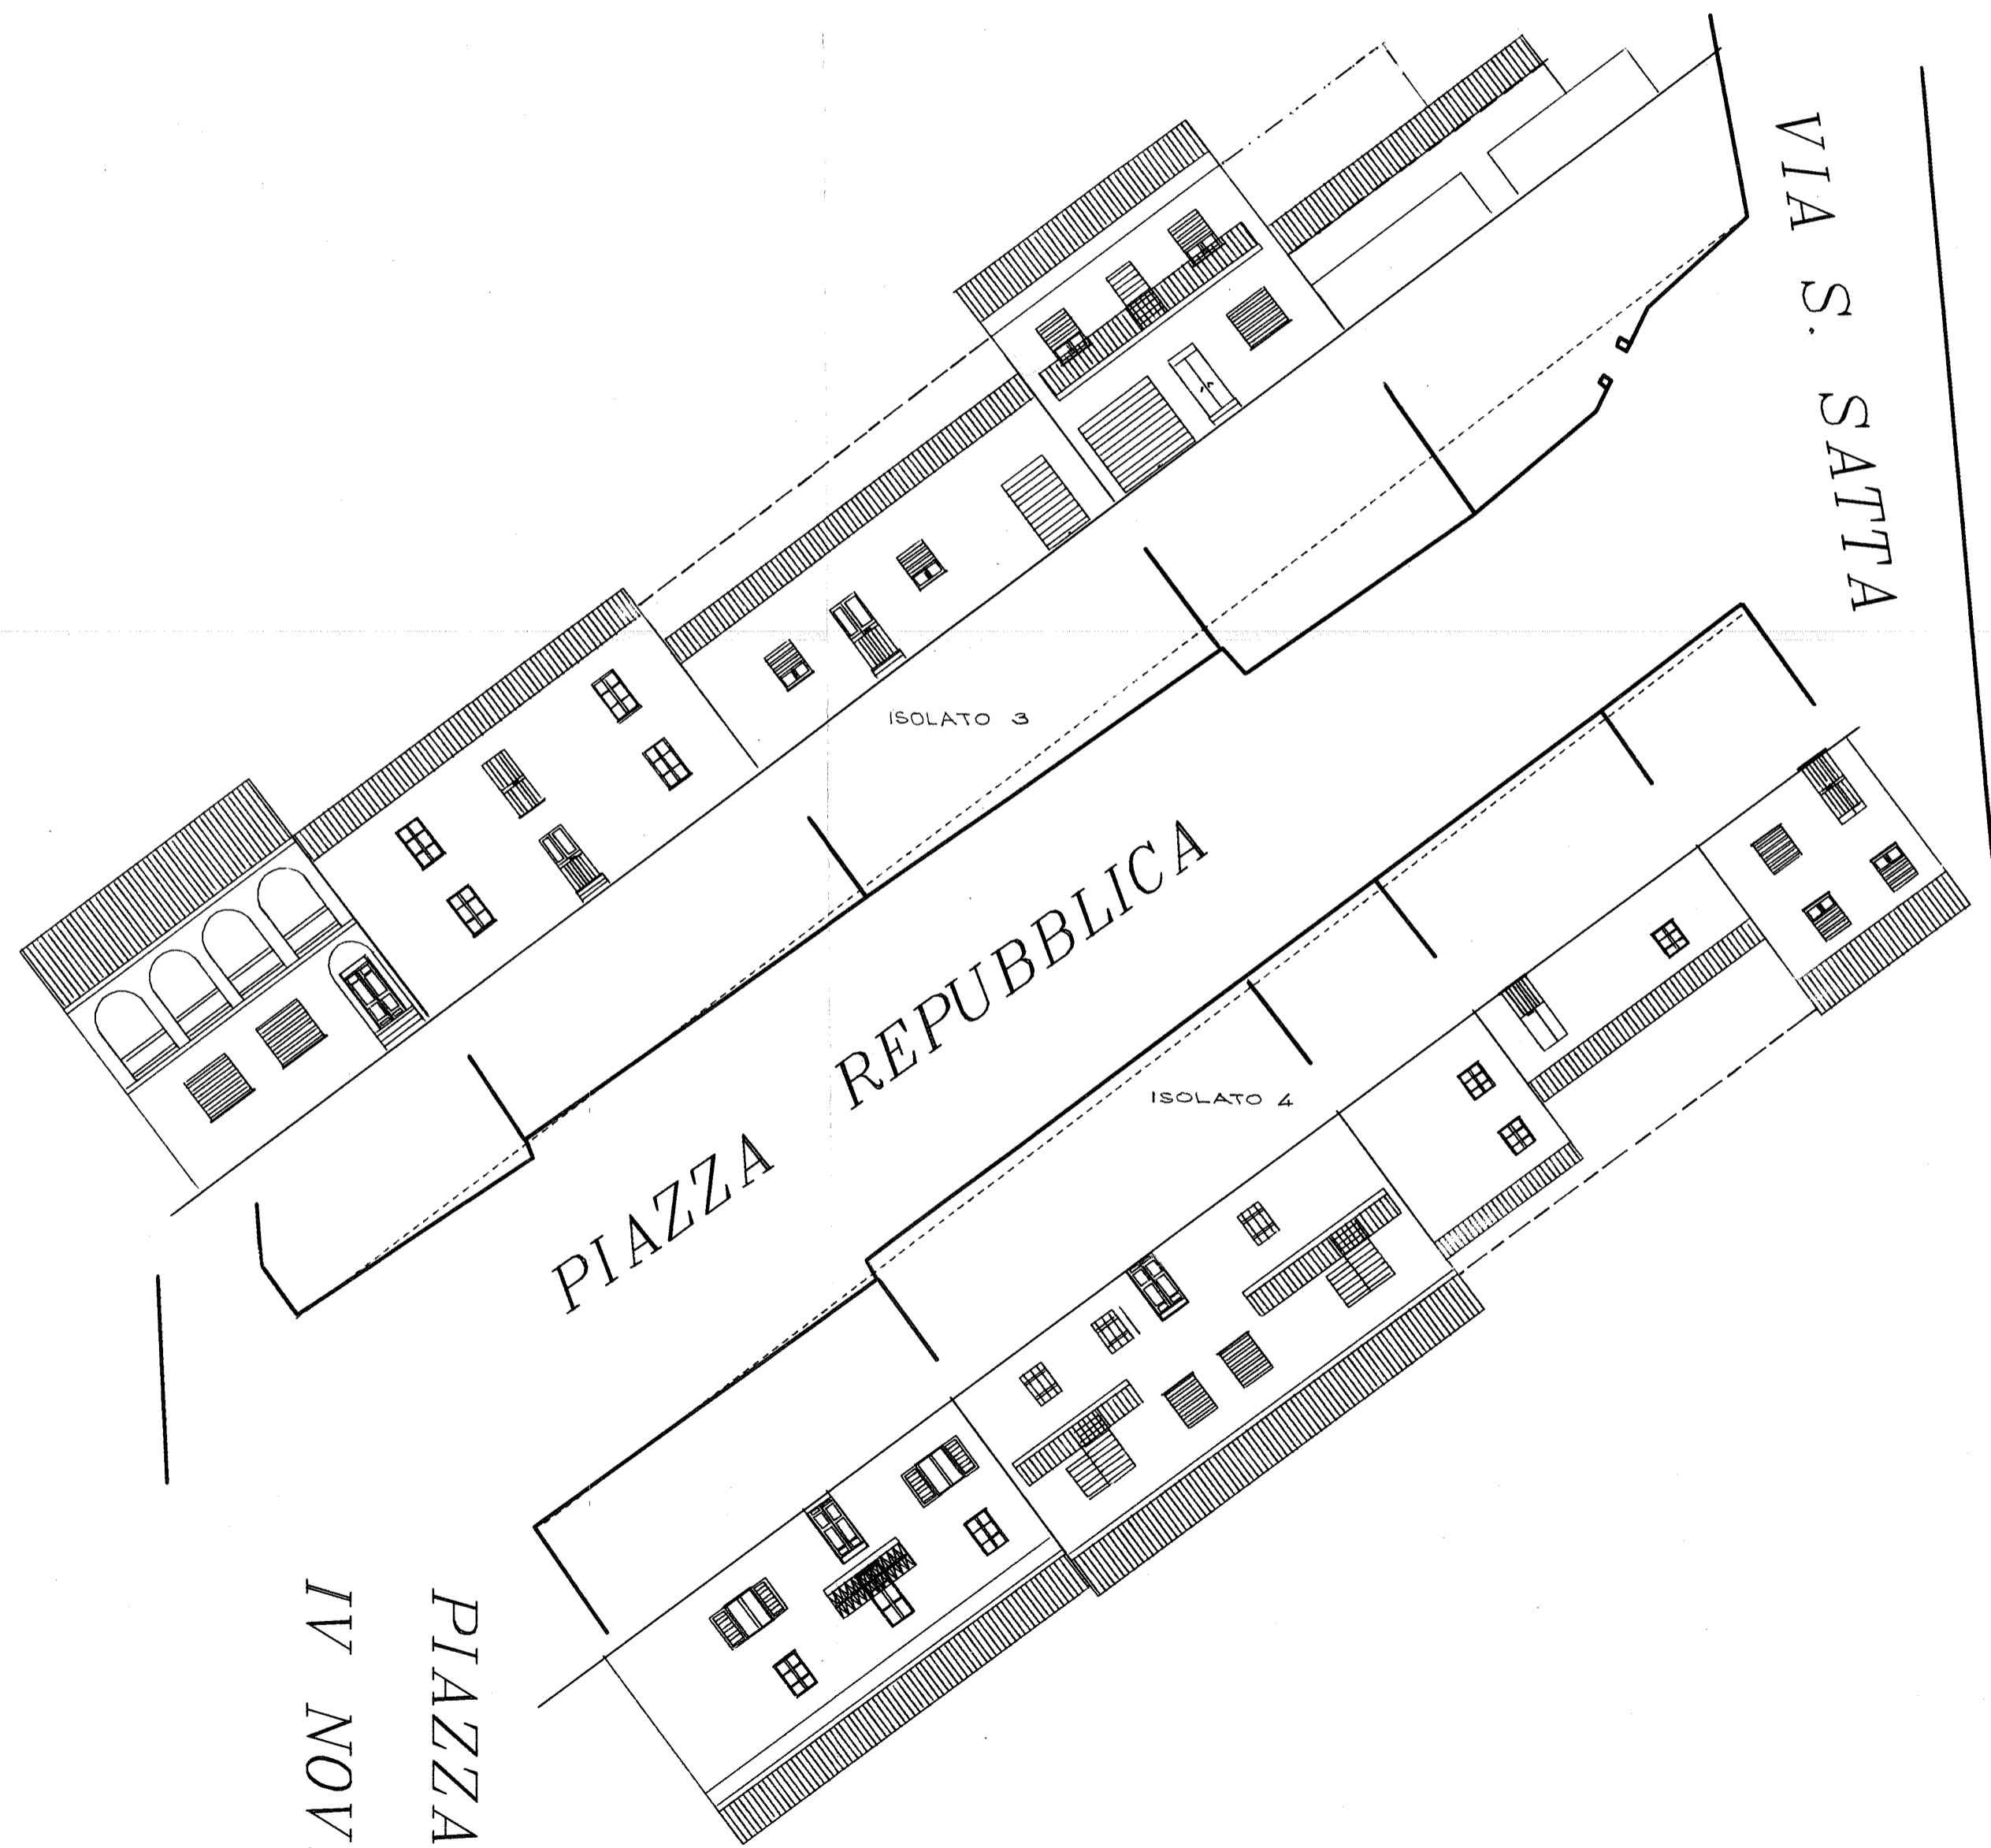 VIA S. SATTA
ISOLATO 3
PIAZZA REPUBBLICA
ISOLATO 4
PIAZZA
IV NOV